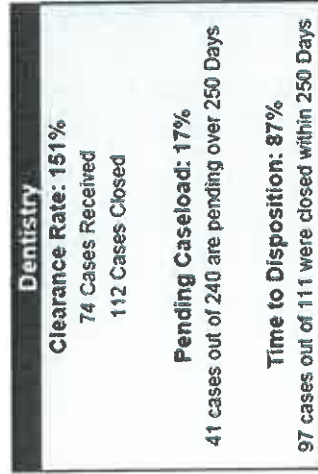 Dentistry
Clearance Rate: 151%
74 Cases Received
112 Cases Closed
Pending Caseload: 17%
41 cases out of 240 are pending over 250 Days
Time to Disposition: 87%
97 cases out of 111 were closed within 250 Days